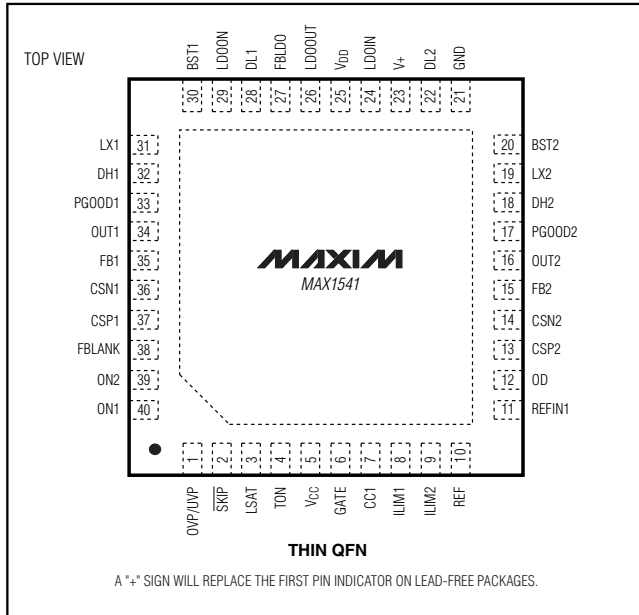 TOP VIEW
BST1
LDOON
DL1
FBLDO
LDOOUT
VDD
LDOIN
V+
DL2
GND
30
29
28
27
26
25
24
23
22
21
LX1 31
DH1 32
PGOOD1 33
OUT1 34
FB1 35
CSN1 36
CSP1 37
FBLANK 38
ON2 39
ON1 40
MAXIM
MAX1541
20 BST2
19 LX2
18 DH2
17 PGOOD2
16 OUT2
15 FB2
14 CSN2
13 CSP2
12 OD
11 REFIN1
1
2
3
4
5
6
7
8
9
10
OVP/UVP
SKIP
LSAT
TON
VCC
GATE
CC1
ILIM1
ILIM2
REF
THIN QFN
A "+" SIGN WILL REPLACE THE FIRST PIN INDICATOR ON LEAD-FREE PACKAGES.